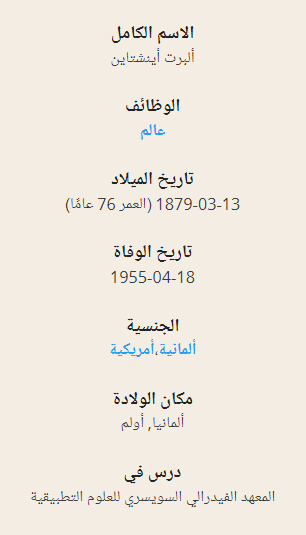 الاسم الكامل
ألبرت أينشتاين
الوظائف
عالم
تاريخ الميلاد
1879-03-13 (العمر 76 عامًا)
تاريخ الوفاة
1955-04-18
الجنسية
ألمانية،أمريكية
مكان الولادة
ألمانيا, أولم
درس في
المعهد الفيدرالي السويسري للعلوم التطبيقية